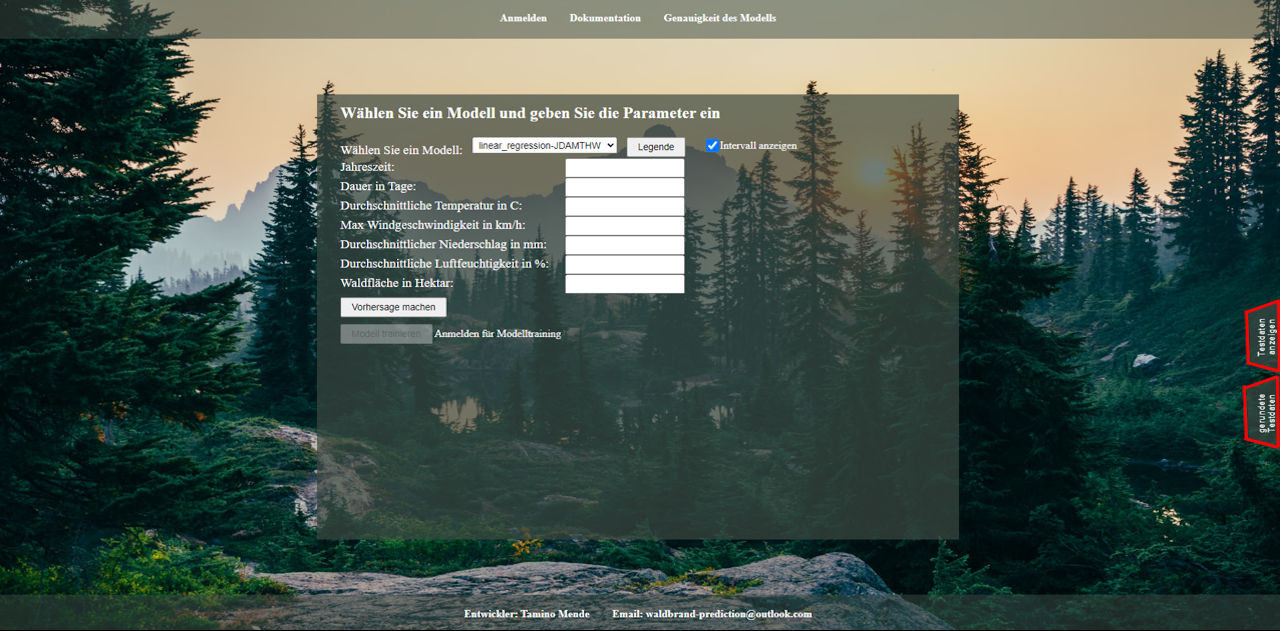 Anmelden Dokumentation Genauigkeit des Modells
Wählen Sie ein Modell und geben Sie die Parameter ein
Wählen Sie ein Modell: linear_regression-JDAMTHW Legende Intervall anzeigen
Jahreszeit:
Dauer in Tage:
Durchschnittliche Temperatur in C:
Max Windgeschwindigkeit in km/h:
Durchschnittlicher Niederschlag in mm:
Durchschnittliche Luftfeuchtigkeit in %:
Waldfläche in Hektar:
Vorhersage machen
Modell trainieren Anmelden für Modelltraining
Testdaten
anzeigen
gerundete
Testdaten
Entwickler: Tamino Mende Email: waldbrand-prediction@outlook.com